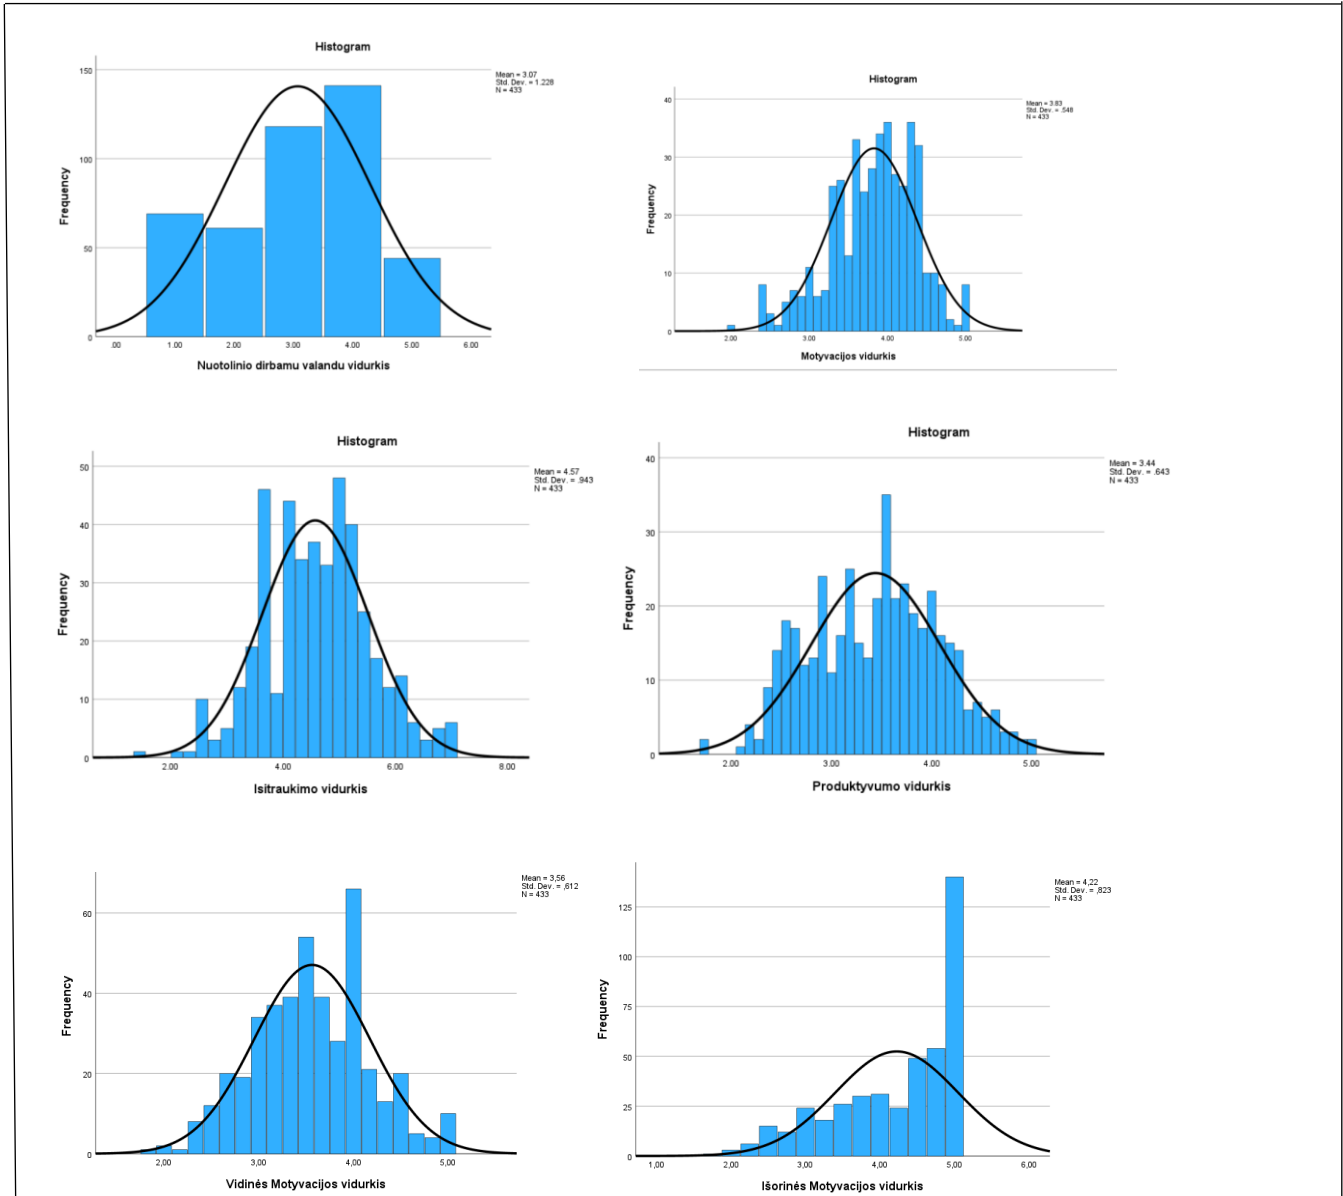 Histogram
Mean = 3.07
Std. Dev. = 1.228
N = 433
150
100
50
0
Frequency
.00 1.00 2.00 3.00 4.00 5.00 6.00
Nuotolinio dirbamu valandu vidurkis
Histogram
Mean = 3.83
Std. Dev. = .548
N = 433
40
30
20
10
0
Frequency
2.00 3.00 4.00 5.00
Motyvacijos vidurkis
Histogram
Mean = 4.57
Std. Dev. = .943
N = 433
50
40
30
20
10
0
Frequency
2.00 4.00 6.00 8.00
Isitraukimo vidurkis
Histogram
Mean = 3.44
Std. Dev. = .643
N = 433
40
30
20
10
0
Frequency
2.00 3.00 4.00 5.00
Produktyvumo vidurkis
Mean = 3,56
Std. Dev. = ,612
N = 433
60
40
20
0
Frequency
2,00 3,00 4,00 5,00
Vidinės Motyvacijos vidurkis
Mean = 4,22
Std. Dev. = ,823
N = 433
125
100
75
50
25
0
Frequency
1,00 2,00 3,00 4,00 5,00 6,00
Išorinės Motyvacijos vidurkis